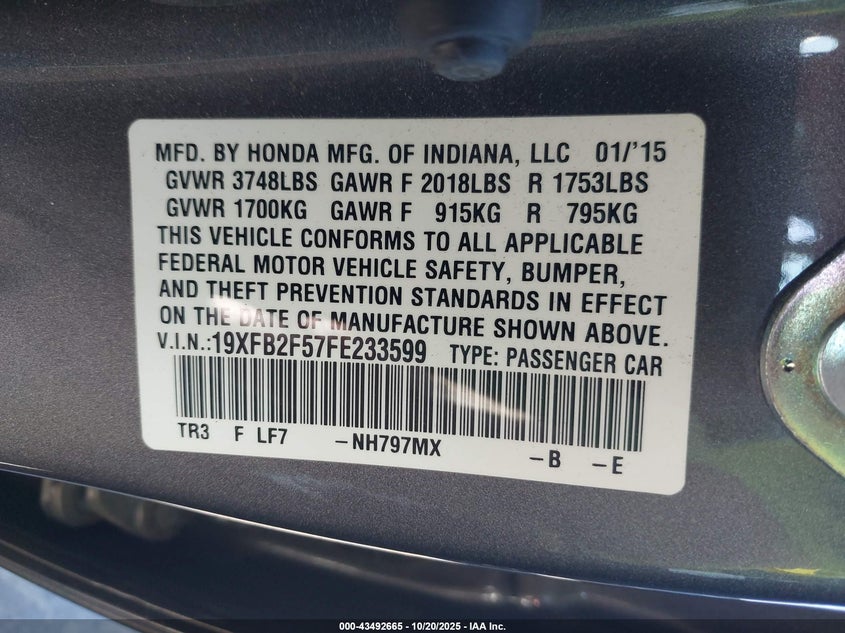 MFD. BY HONDA MFG. OF INDIANA, LLC 01/'15
GVWR 3748LBS GAWR F 2018LBS R 1753LBS
GVWR 1700KG GAWR F 915KG R 795KG
THIS VEHICLE CONFORMS TO ALL APPLICABLE
FEDERAL MOTOR VEHICLE SAFETY, BUMPER,
AND THEFT PREVENTION STANDARDS IN EFFECT
ON THE DATE OF MANUFACTURE SHOWN ABOVE.
V.I.N.:19XFB2F57FE233599 TYPE: PASSENGER CAR
TR3 F LF7 –NH797MX –B –E
000-43492665 - 10/20/2025 - IAA Inc.